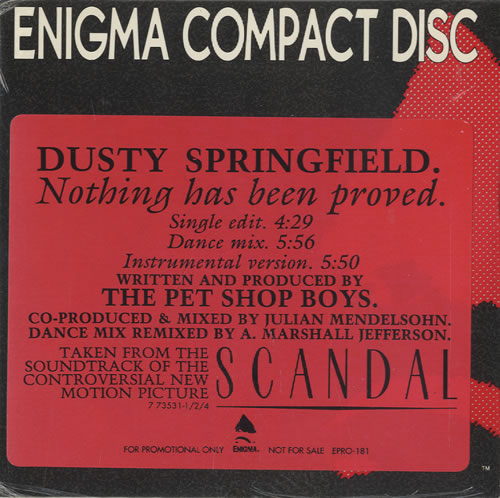 ENIGMA COMPACT DISC
DUSTY SPRINGFIELD.
Nothing has been proved.
Single edit. 4:29
Dance mix. 5:56
Instrumental version. 5:50
WRITTEN AND PRODUCED BY
THE PET SHOP BOYS.
CO-PRODUCED & MIXED BY JULIAN MENDELSOHN.
DANCE MIX REMIXED BY A. MARSHALL JEFFERSON.
TAKEN FROM THE
SOUNDTRACK OF THE
CONTROVERSIAL NEW
MOTION PICTURE
SCANDAL
7 73531-1/2/4
FOR PROMOTIONAL ONLY ENIGMA. NOT FOR SALE EPRO-181
™